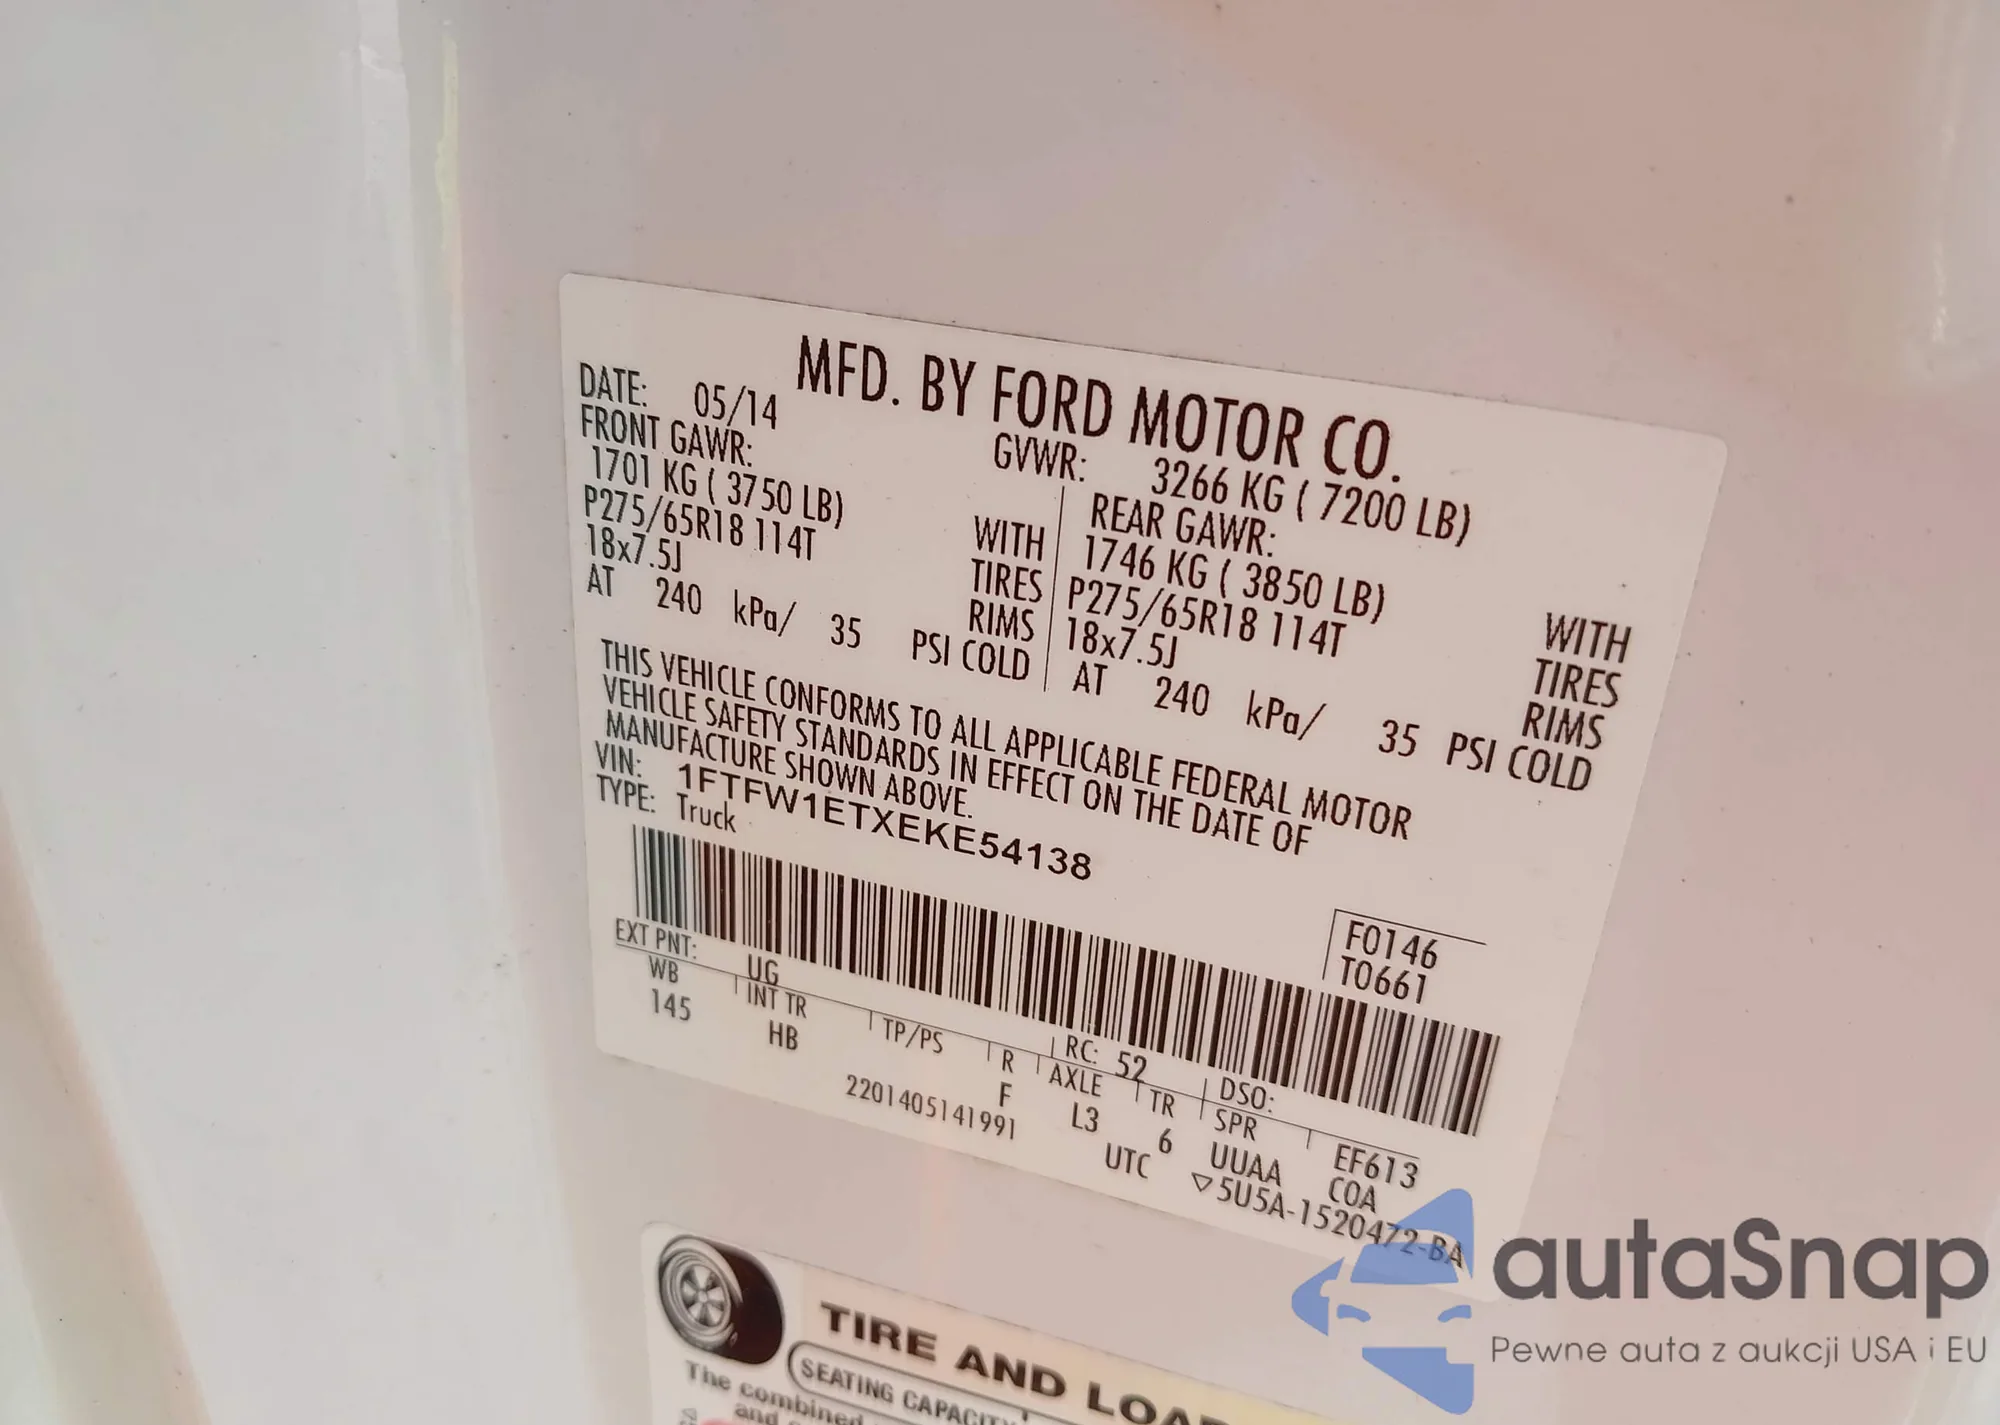 MFD. BY FORD MOTOR CO.
DATE: 05/14 GVWR: 3266 KG ( 7200 LB)
FRONT GAWR: REAR GAWR:
1701 KG ( 3750 LB) WITH 1746 KG ( 3850 LB) WITH
P275/65R18 114T TIRES P275/65R18 114T TIRES
18x7.5J RIMS 18x7.5J RIMS
AT 240 kPa/ 35 PSI COLD AT 240 kPa/ 35 PSI COLD
THIS VEHICLE CONFORMS TO ALL APPLICABLE FEDERAL MOTOR
VEHICLE SAFETY STANDARDS IN EFFECT ON THE DATE OF
MANUFACTURE SHOWN ABOVE.
VIN: 1FTFW1ETXEKE54138
TYPE: Truck
F0146
T0661
EXT PNT: UG RC: 52 DSO:
WB INT TR TP/PS R AXLE TR SPR EF613
145 HB F L3 6 UUAA COA
2201405141991 UTC ▽5U5A-1520472-BA
TIRE AND LOA
SEATING CAPACITY
The combined
and
autaSnap
Pewne auta z aukcji USA i EU